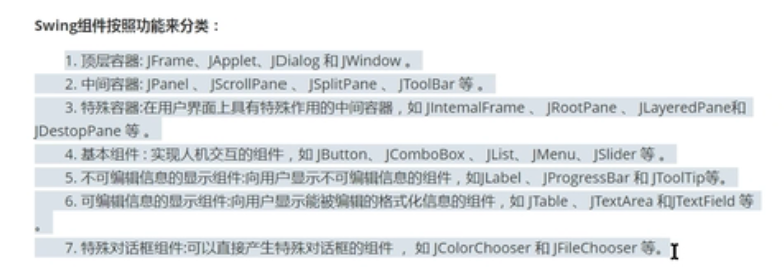 Swing组件按照功能来分类：
1. 顶层容器: JFrame、JApplet、JDialog 和 JWindow 。
2. 中间容器: JPanel 、 JScrollPane 、 JSplitPane 、 JToolBar 等 。
3. 特殊容器:在用户界面上具有特殊作用的中间容器，如 JIntemalFrame 、 JRootPane 、 JLayeredPane和
JDestopPane 等 。
4. 基本组件 : 实现人机交互的组件，如 JButton、 JComboBox 、 JList、 JMenu、 JSlider 等 。
5. 不可编辑信息的显示组件:向用户显示不可编辑信息的组件，如JLabel 、 JProgressBar 和 JToolTip等。
6. 可编辑信息的显示组件:向用户显示能被编辑的格式化信息的组件，如 JTable 、 JTextArea 和JTextField 等
。
7. 特殊对话框组件:可以直接产生特殊对话框的组件 ， 如 JColorChooser 和 JFileChooser 等。